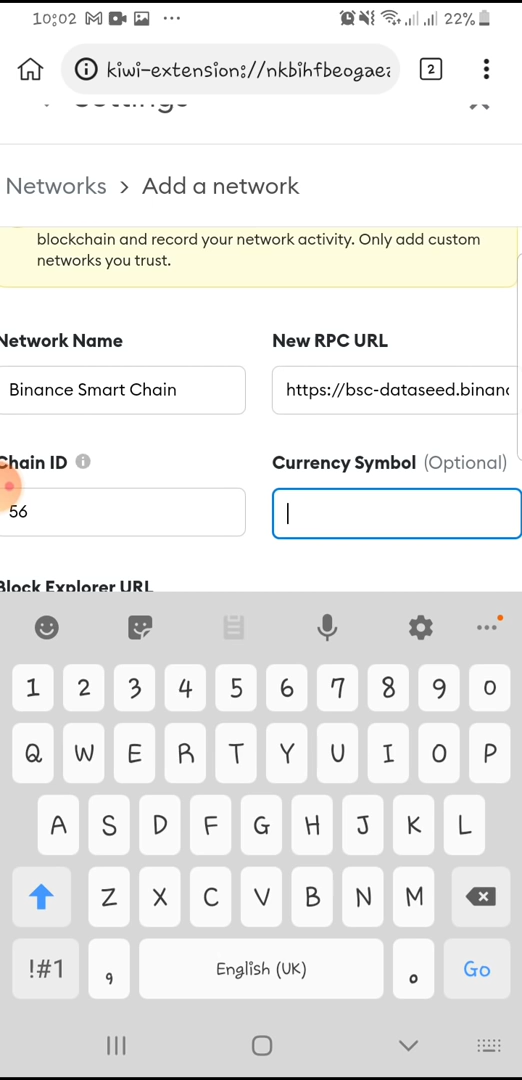 10:02 ... 22%
kiwi-extension://nkbihfbeogae 2
Settings
Networks > Add a network
blockchain and record your network activity. Only add custom
networks you trust.
Network Name New RPC URL
Binance Smart Chain https://bsc-dataseed.binanc
Chain ID Currency Symbol (Optional)
56
Block Explorer URL
1 2 3 4 5 6 7 8 9 0
Q W E R T Y U I O P
A S D F G H J K L
Z X C V B N M
!#1 , English (UK) . Go